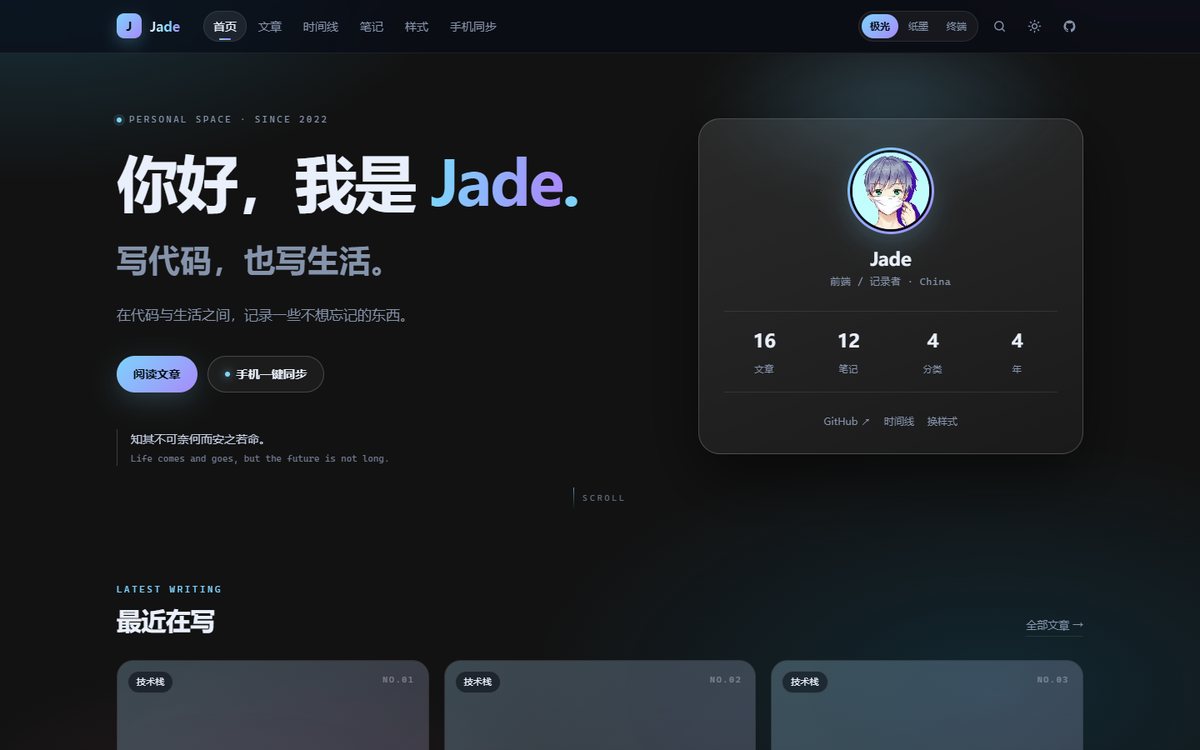 J Jade 首页 文章 时间线 笔记 样式 手机同步 极光 纸墨 终端
PERSONAL SPACE · SINCE 2022
你好，我是 Jade.
写代码，也写生活。
在代码与生活之间，记录一些不想忘记的东西。
阅读文章 手机一键同步
知其不可奈何而安之若命。
Life comes and goes, but the future is not long.
Jade
前端 / 记录者 · China
16 12 4 4
文章 笔记 分类 年
GitHub ↗ 时间线 换样式
SCROLL
LATEST WRITING
最近在写
全部文章 →
技术栈 NO.01 技术栈 NO.02 技术栈 NO.03